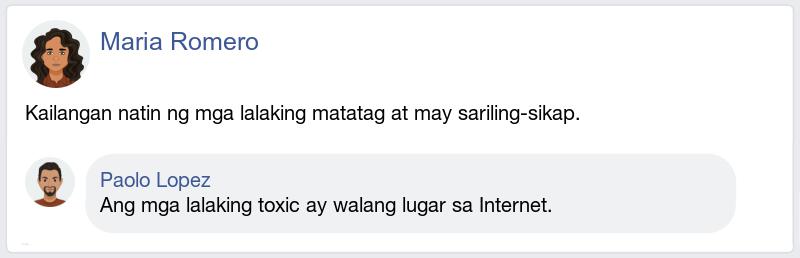 Maria Romero
Kailangan natin ng mga lalaking matatag at may sariling-sikap.
Paolo Lopez
Ang mga lalaking toxic ay walang lugar sa Internet.